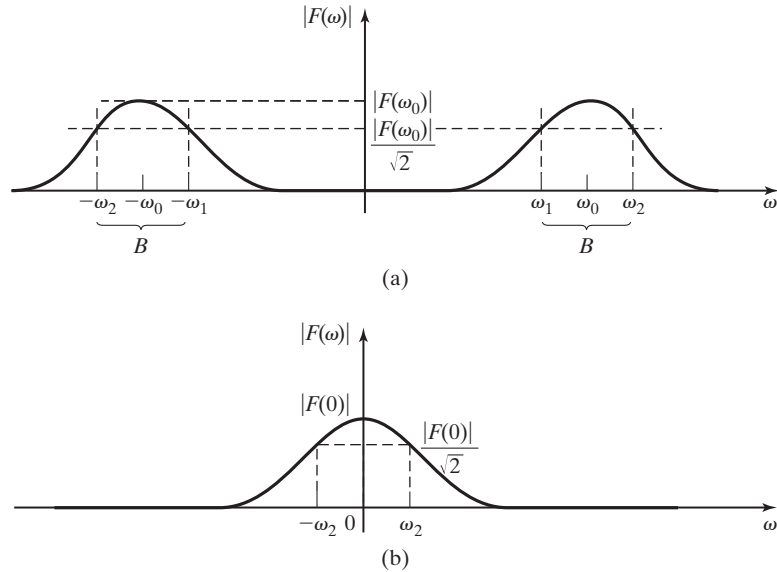 |F(ω)|
|F(ω₀)|
|F(ω₀)|
√2
−ω₂ −ω₀ −ω₁ ω₁ ω₀ ω₂ ω
B B
(a)
|F(ω)|
|F(0)|
|F(0)|
√2
−ω₂ 0 ω₂ ω
(b)